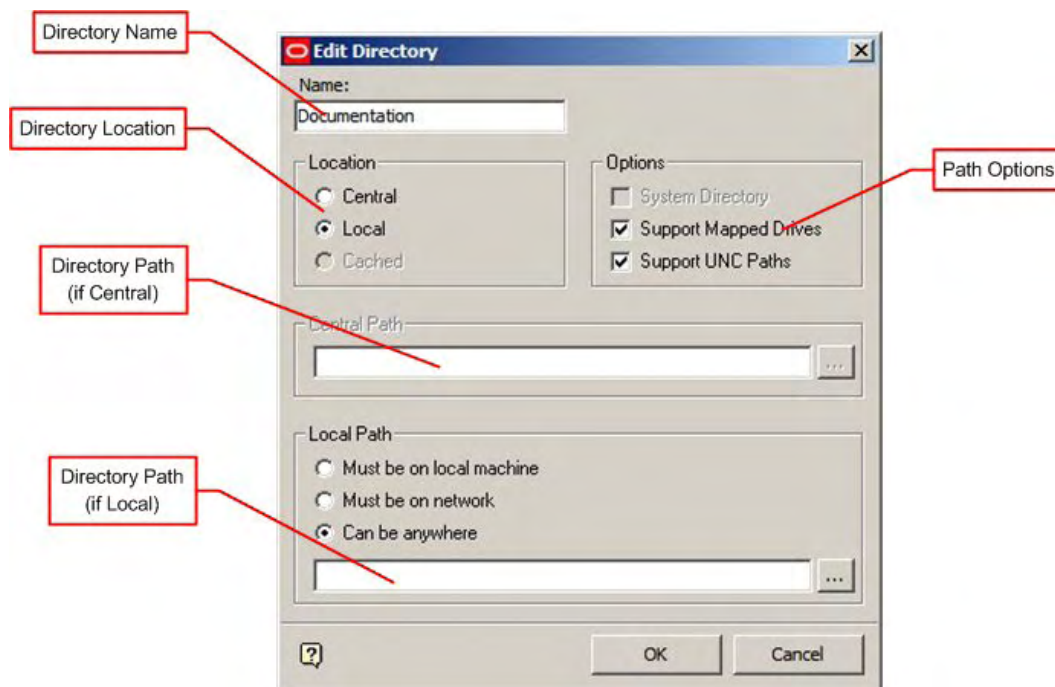 Directory Name
Edit Directory
Name:
Documentation
Directory Location
Location
Central
Local
Cached
Options
System Directory
Support Mapped Drives
Support UNC Paths
Path Options
Directory Path
(if Central)
Central Path
...
Local Path
Must be on local machine
Must be on network
Can be anywhere
...
Directory Path
(if Local)
OK
Cancel